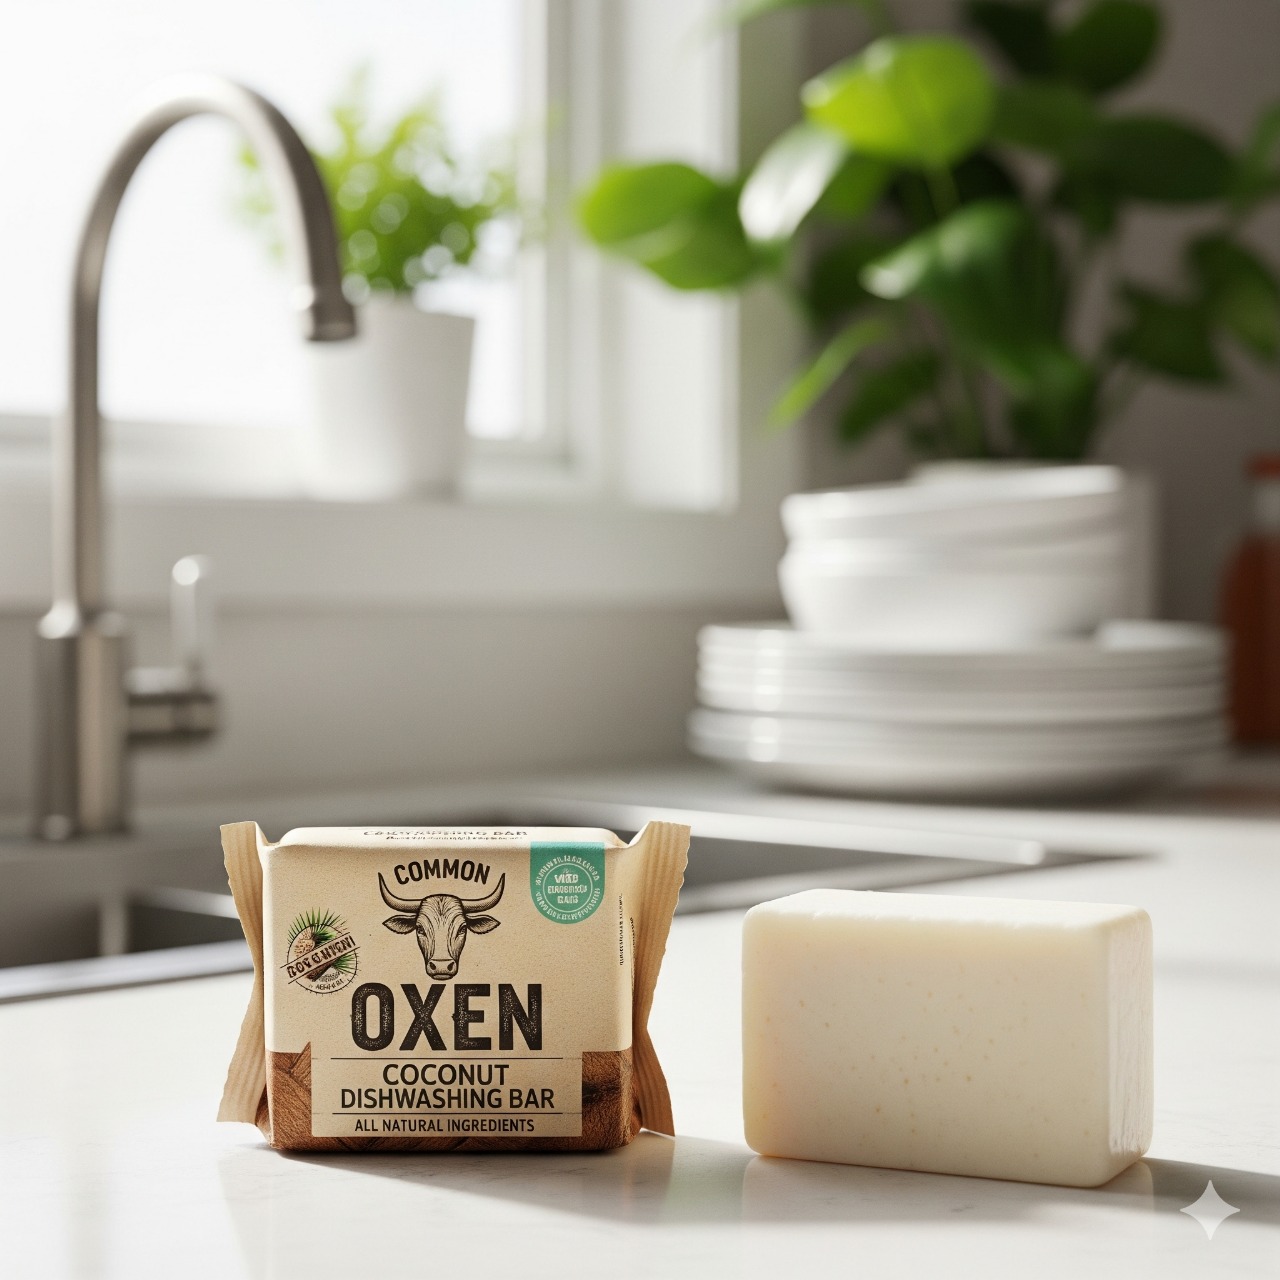 COMMON
OXEN
COCONUT
DISHWASHING BAR
ALL NATURAL INGREDIENTS